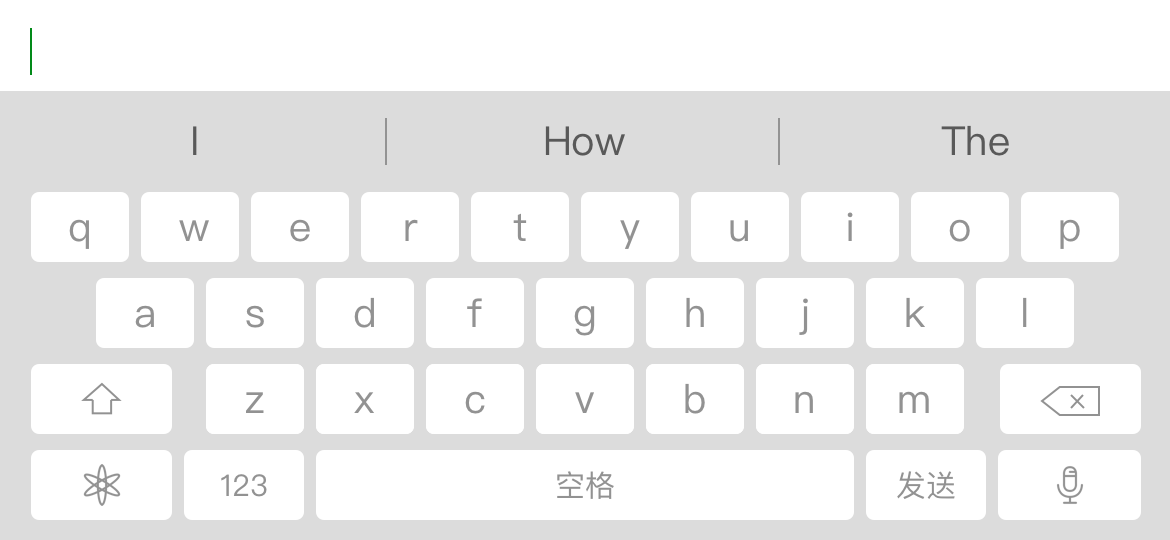 I How The
q w e r t y u i o p
a s d f g h j k l
z x c v b n m
123 空格 发送